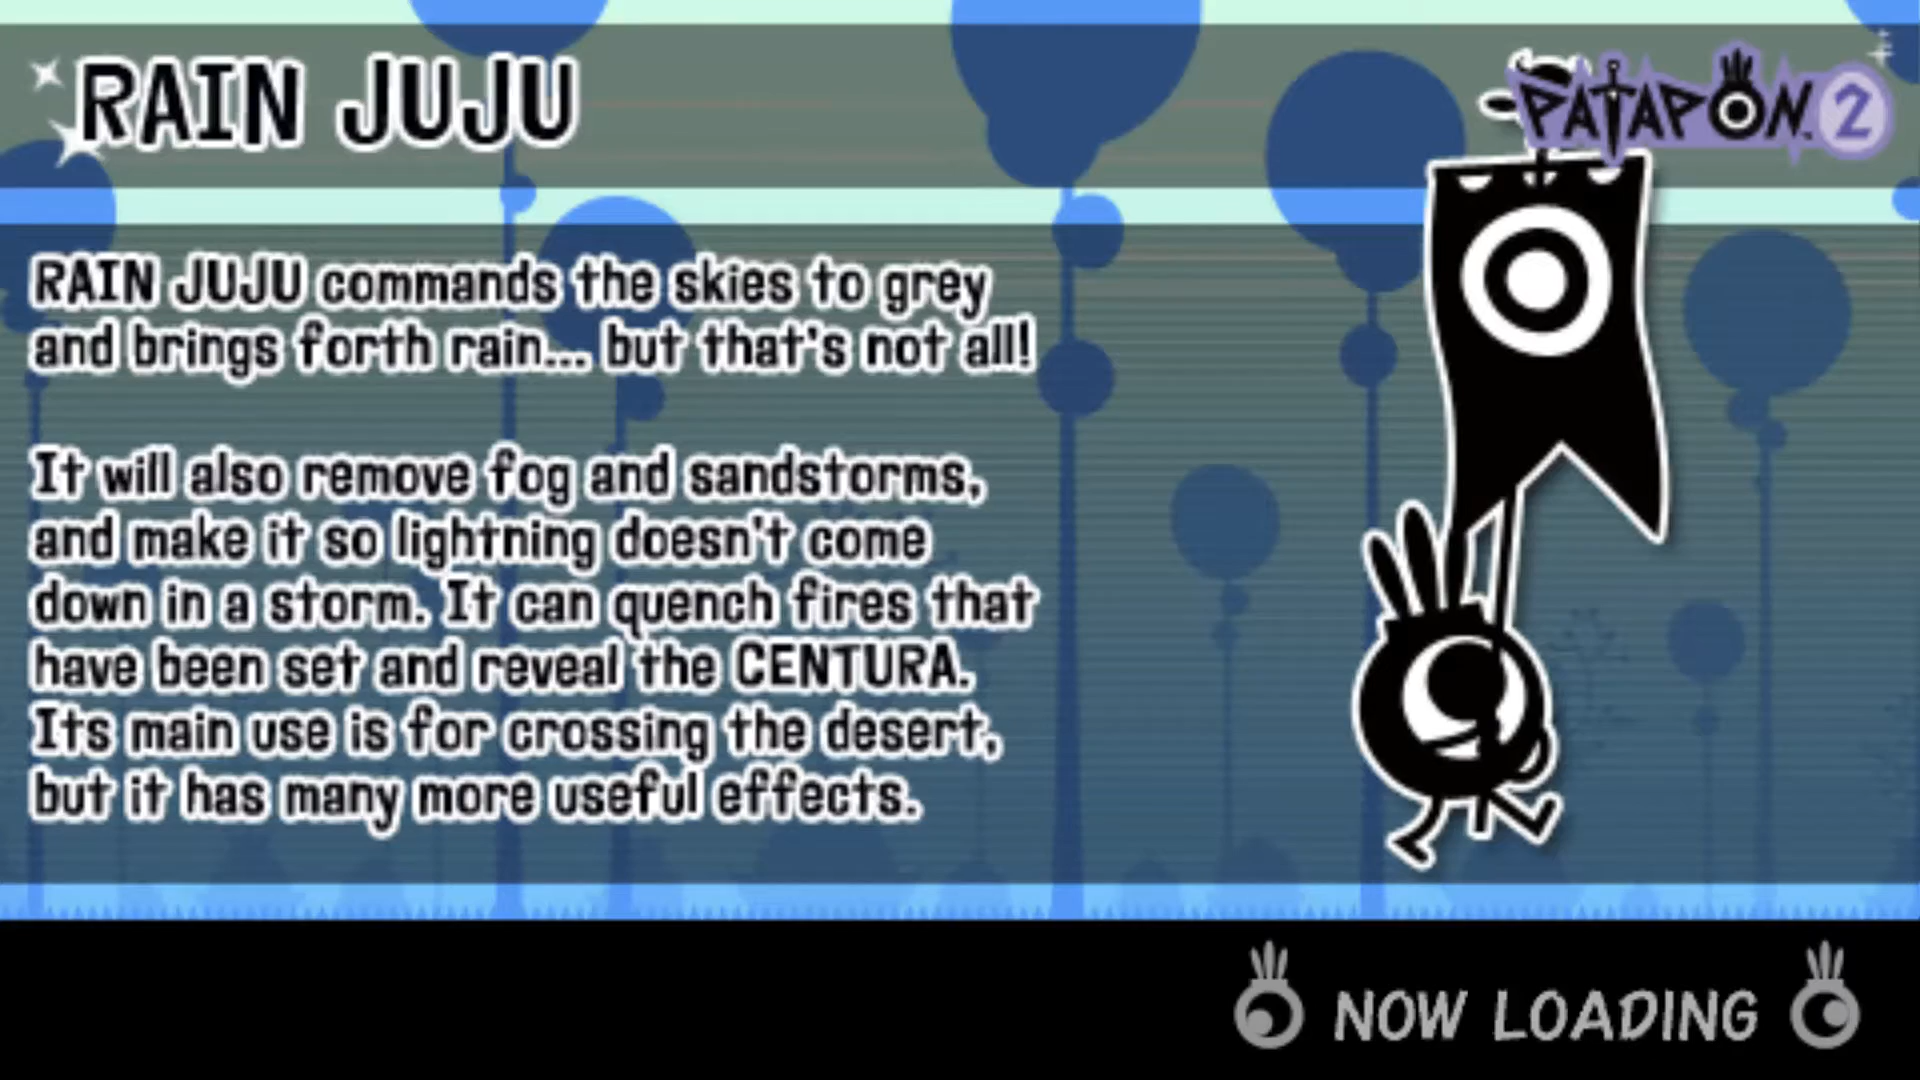 RAIN JUJU
PATAPON 2
RAIN JUJU commands the skies to grey
and brings forth rain... but that's not all!
It will also remove fog and sandstorms,
and make it so lightning doesn't come
down in a storm. It can quench fires that
have been set and reveal the CENTURA.
Its main use is for crossing the desert,
but it has many more useful effects.
NOW LOADING